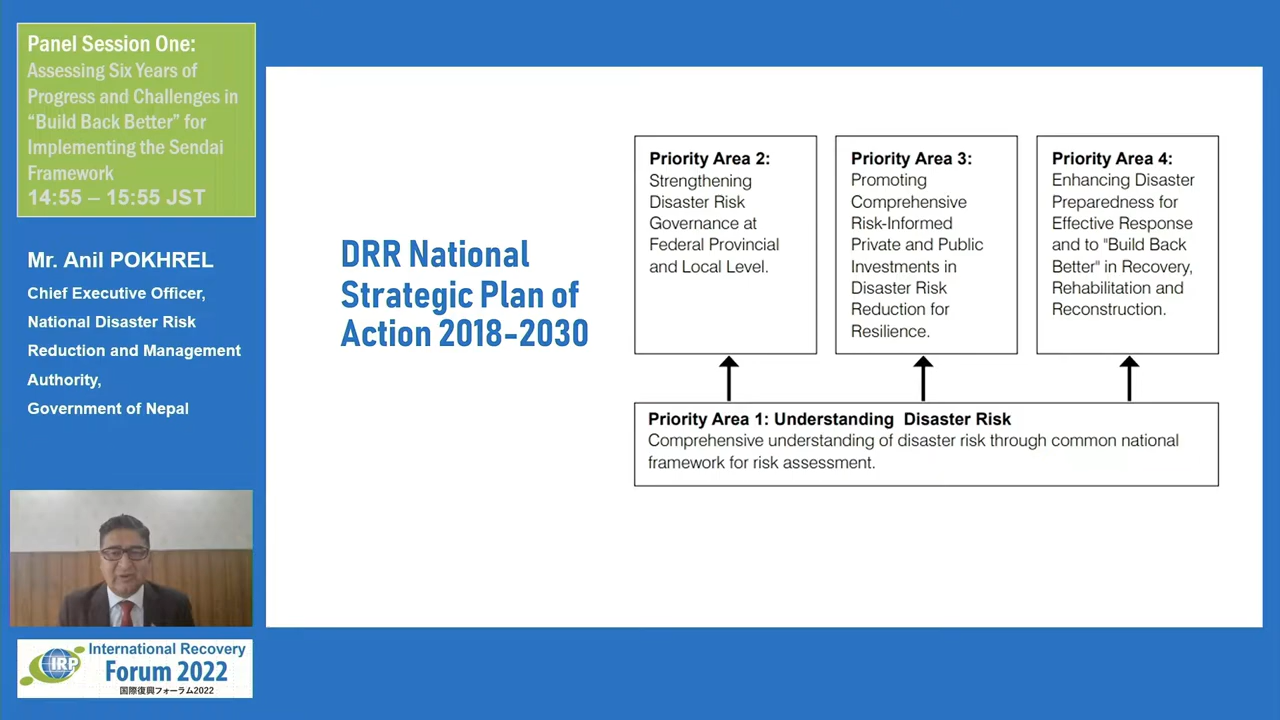 Panel Session One:
Assessing Six Years of
Progress and Challenges in
“Build Back Better” for
Implementing the Sendai
Framework
14:55 – 15:55 JST
Mr. Anil POKHREL
Chief Executive Officer,
National Disaster Risk
Reduction and Management
Authority,
Government of Nepal
IRP
International Recovery
Forum 2022
国際復興フォーラム2022
DRR National
Strategic Plan of
Action 2018-2030
Priority Area 2:
Strengthening
Disaster Risk
Governance at
Federal Provincial
and Local Level.
Priority Area 3:
Promoting
Comprehensive
Risk-Informed
Private and Public
Investments in
Disaster Risk
Reduction for
Resilience.
Priority Area 4:
Enhancing Disaster
Preparedness for
Effective Response
and to "Build Back
Better" in Recovery,
Rehabilitation and
Reconstruction.
Priority Area 1: Understanding Disaster Risk
Comprehensive understanding of disaster risk through common national
framework for risk assessment.